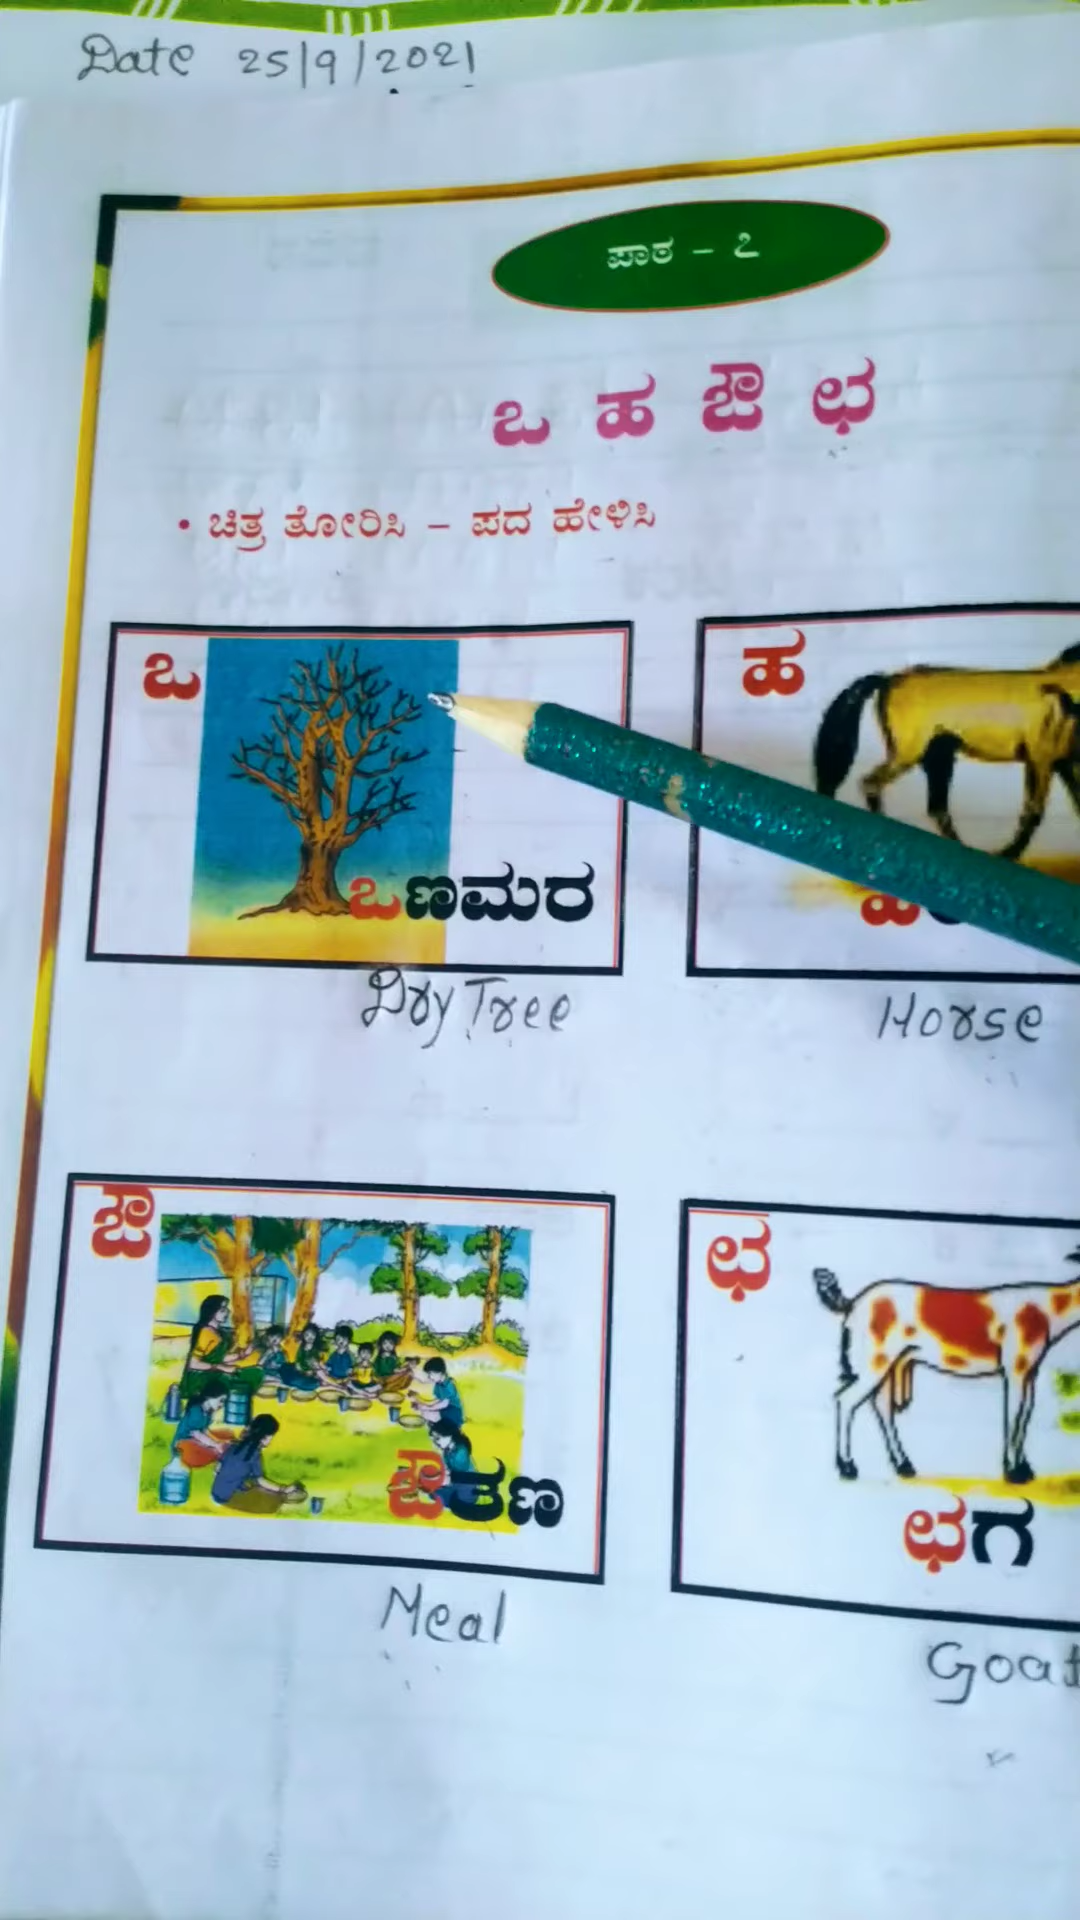 Date 25/9/2021
ಪಾಠ - ೭
ಒ ಹ ಔ ಛ
• ಚಿತ್ರ ತೋರಿಸಿ - ಪದ ಹೇಳಿಸಿ
ಒ
ಹ
ಒಣಮರ
Dry Tree
Horse
ಔ
ಛ
ಔತಣ
ಛಗ
Meal
Goat